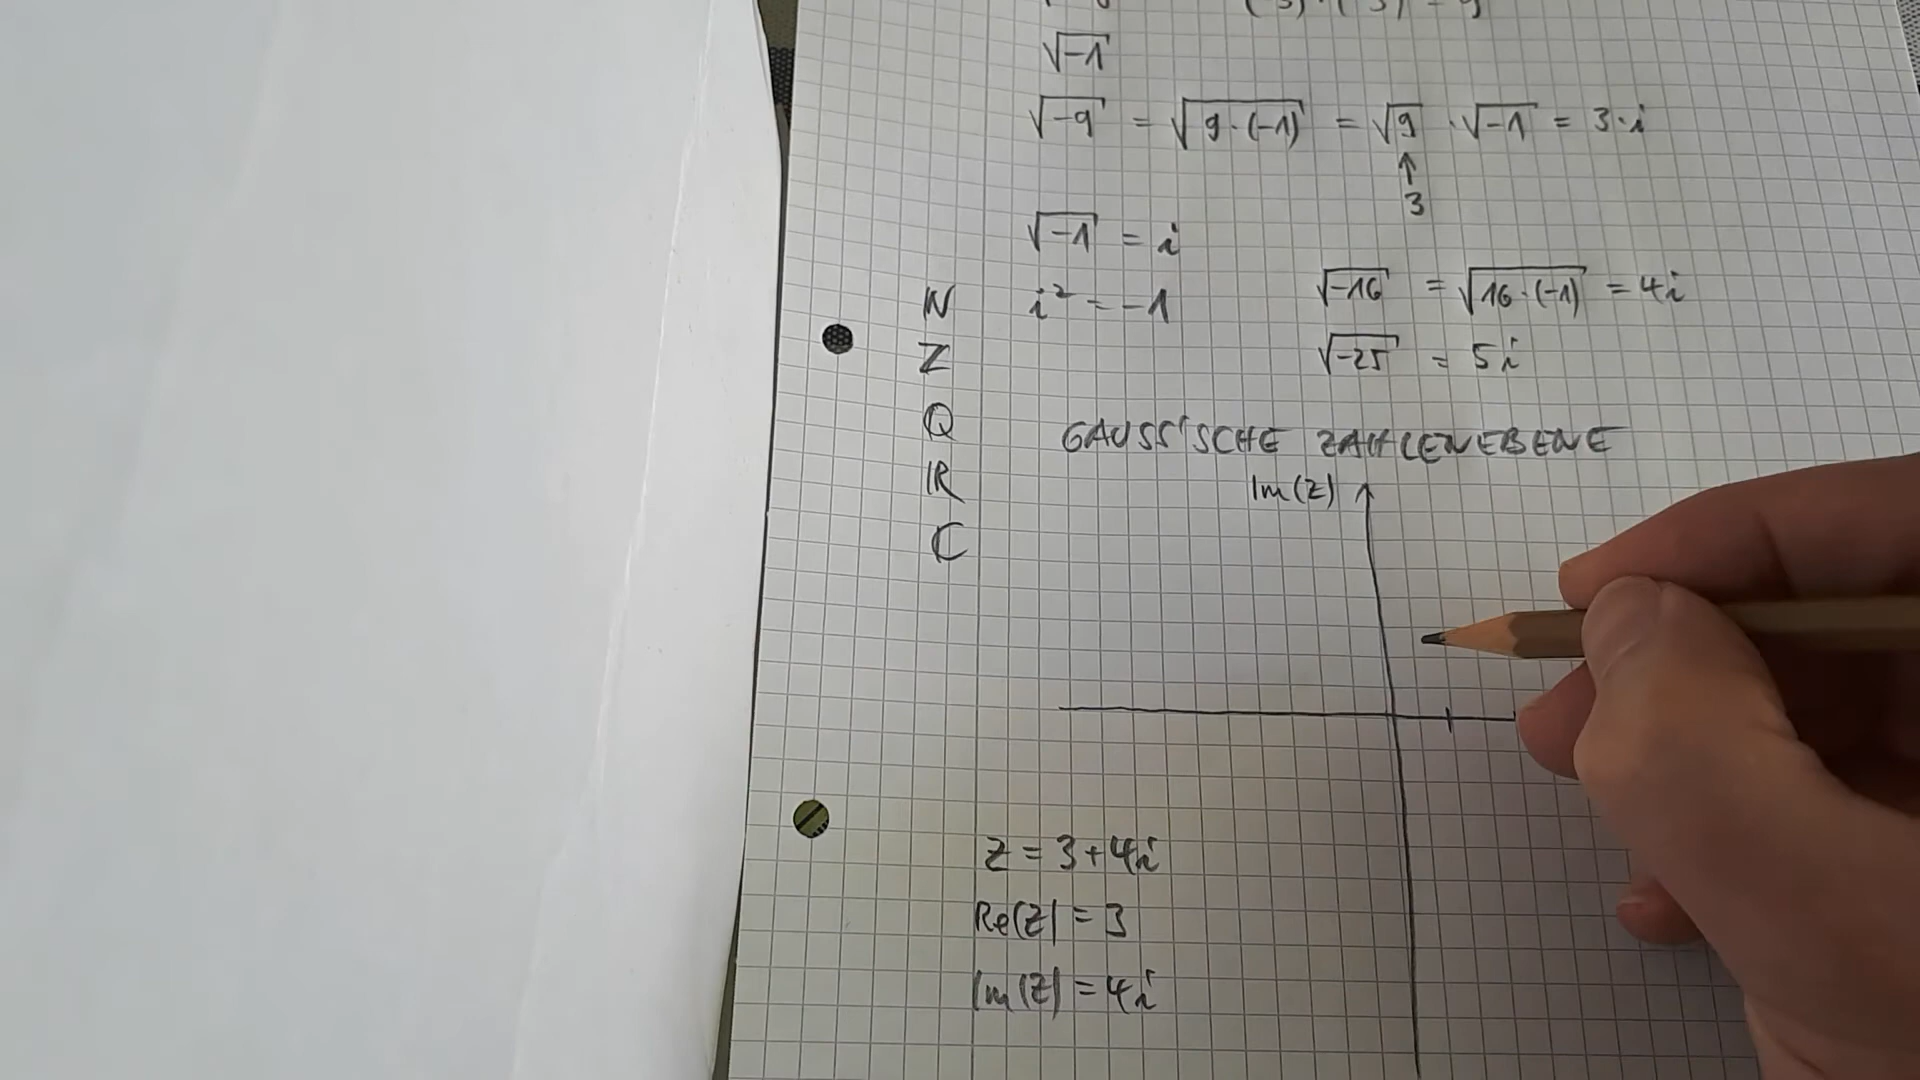 √-1
√-9 = √9·(-1) = √9 · √-1 = 3·i
↑
3
√-1 = i
ℕ
i² = -1
√-16 = √16·(-1) = 4i
ℤ
√-25 = 5i
ℚ
GAUSS'SCHE ZAHLENEBENE
ℝ
Im(z)
ℂ
z = 3+4i
Re(z) = 3
Im(z) = 4i